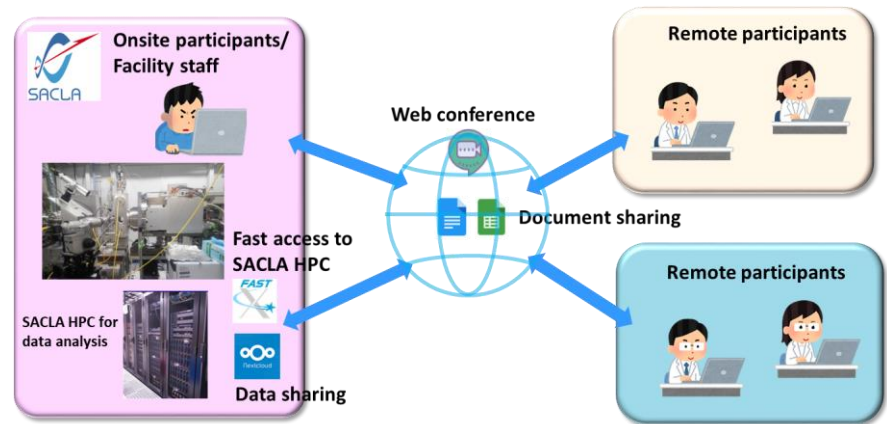 SACLA
Onsite participants/
Facility staff
Fast access to
SACLA HPC
FAST
X
SACLA HPC for
data analysis
Nextcloud
Data sharing
Web conference
Document sharing
Remote participants
Remote participants